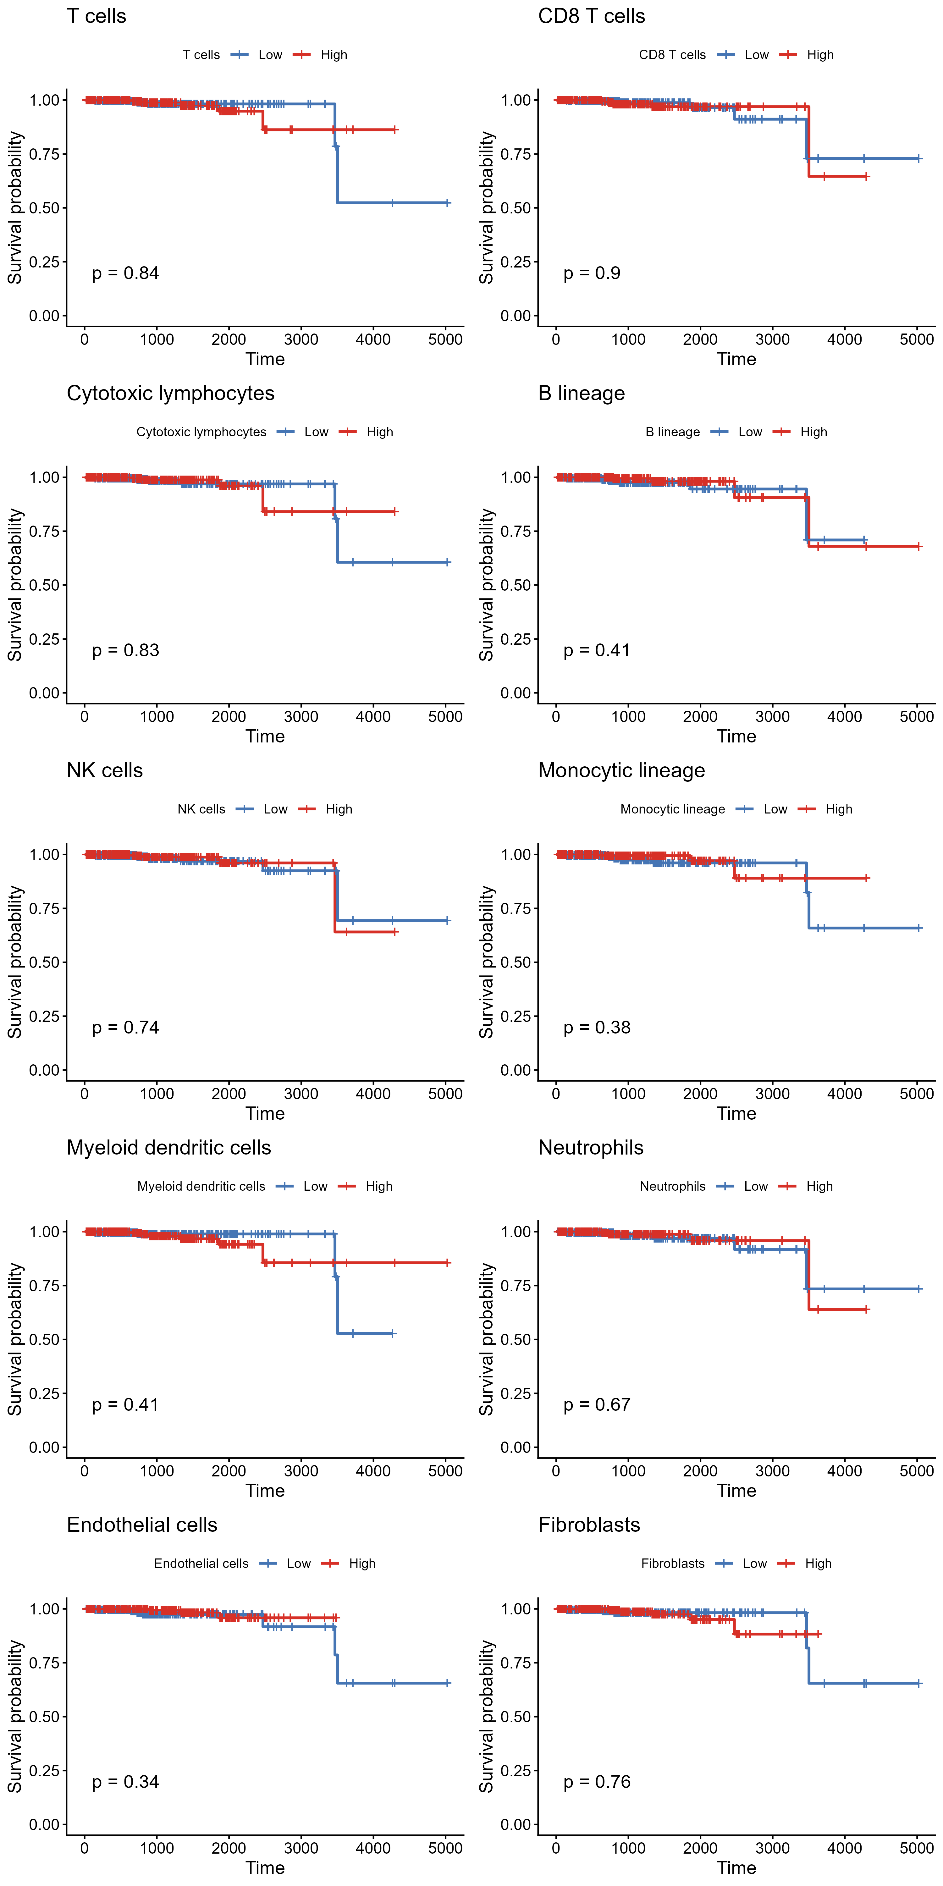 T cells
T cells Low High
Survival probability
1.00
0.75
0.50
0.25
0.00
p = 0.84
0 1000 2000 3000 4000 5000
Time
CD8 T cells
CD8 T cells Low High
Survival probability
1.00
0.75
0.50
0.25
0.00
p = 0.9
0 1000 2000 3000 4000 5000
Time
Cytotoxic lymphocytes
Cytotoxic lymphocytes Low High
Survival probability
1.00
0.75
0.50
0.25
0.00
p = 0.83
0 1000 2000 3000 4000 5000
Time
B lineage
B lineage Low High
Survival probability
1.00
0.75
0.50
0.25
0.00
p = 0.41
0 1000 2000 3000 4000 5000
Time
NK cells
NK cells Low High
Survival probability
1.00
0.75
0.50
0.25
0.00
p = 0.74
0 1000 2000 3000 4000 5000
Time
Monocytic lineage
Monocytic lineage Low High
Survival probability
1.00
0.75
0.50
0.25
0.00
p = 0.38
0 1000 2000 3000 4000 5000
Time
Myeloid dendritic cells
Myeloid dendritic cells Low High
Survival probability
1.00
0.75
0.50
0.25
0.00
p = 0.41
0 1000 2000 3000 4000 5000
Time
Neutrophils
Neutrophils Low High
Survival probability
1.00
0.75
0.50
0.25
0.00
p = 0.67
0 1000 2000 3000 4000 5000
Time
Endothelial cells
Endothelial cells Low High
Survival probability
1.00
0.75
0.50
0.25
0.00
p = 0.34
0 1000 2000 3000 4000 5000
Time
Fibroblasts
Fibroblasts Low High
Survival probability
1.00
0.75
0.50
0.25
0.00
p = 0.76
0 1000 2000 3000 4000 5000
Time